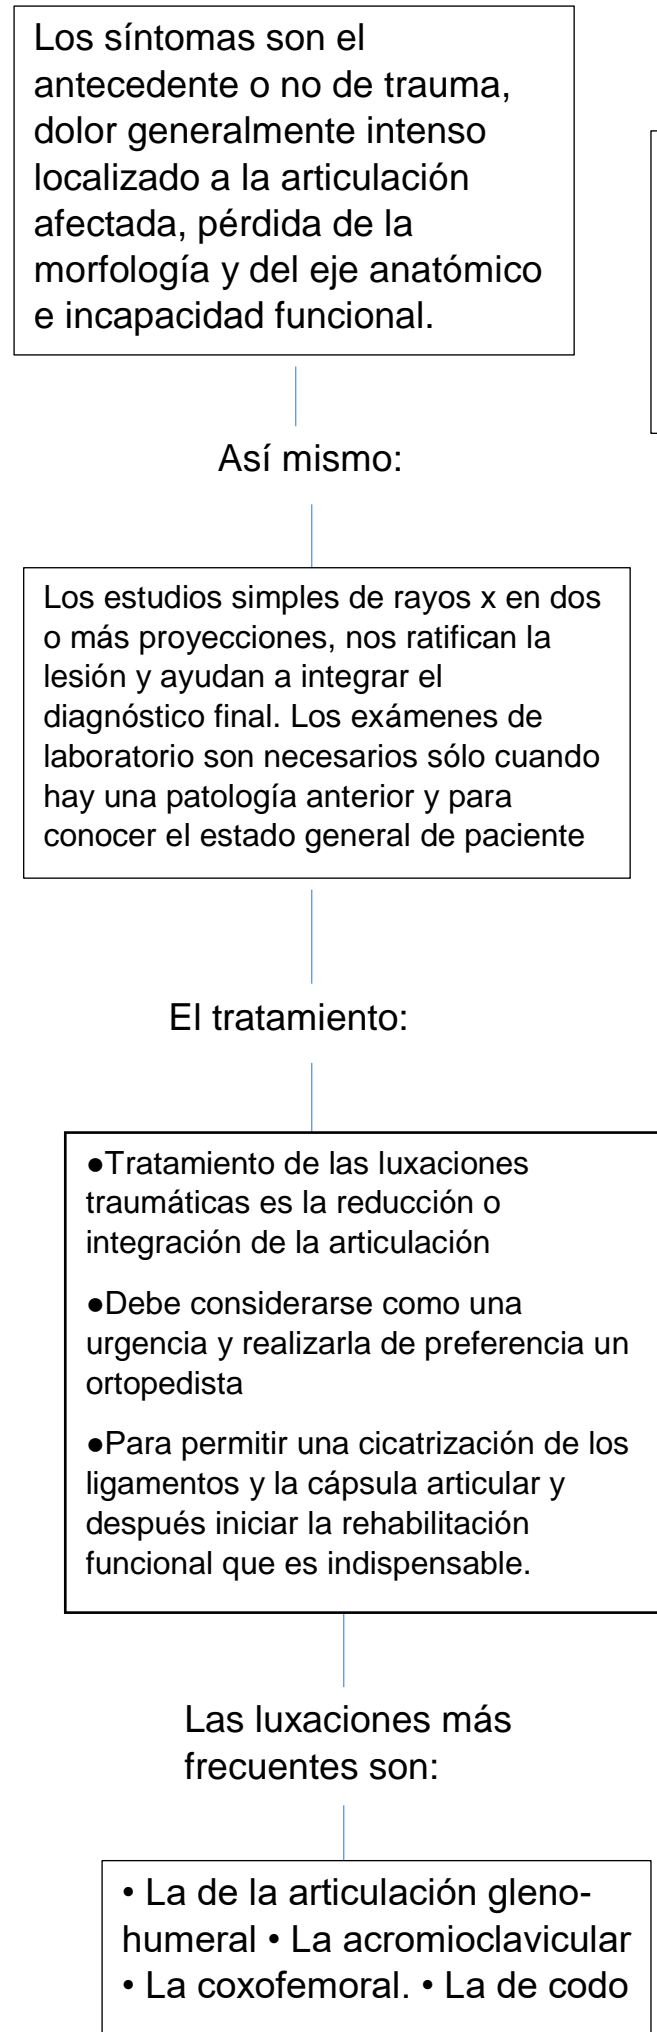 Los síntomas son el
antecedente o no de trauma,
dolor generalmente intenso
localizado a la articulación
afectada, pérdida de la
morfología y del eje anatómico
e incapacidad funcional.
Así mismo:
Los estudios simples de rayos x en dos
o más proyecciones, nos ratifican la
lesión y ayudan a integrar el
diagnóstico final. Los exámenes de
laboratorio son necesarios sólo cuando
hay una patología anterior y para
conocer el estado general de paciente
El tratamiento:
●Tratamiento de las luxaciones
traumáticas es la reducción o
integración de la articulación
●Debe considerarse como una
urgencia y realizarla de preferencia un
ortopedista
●Para permitir una cicatrización de los
ligamentos y la cápsula articular y
después iniciar la rehabilitación
funcional que es indispensable.
Las luxaciones más
frecuentes son:
• La de la articulación gleno-
humeral • La acromioclavicular
• La coxofemoral. • La de codo